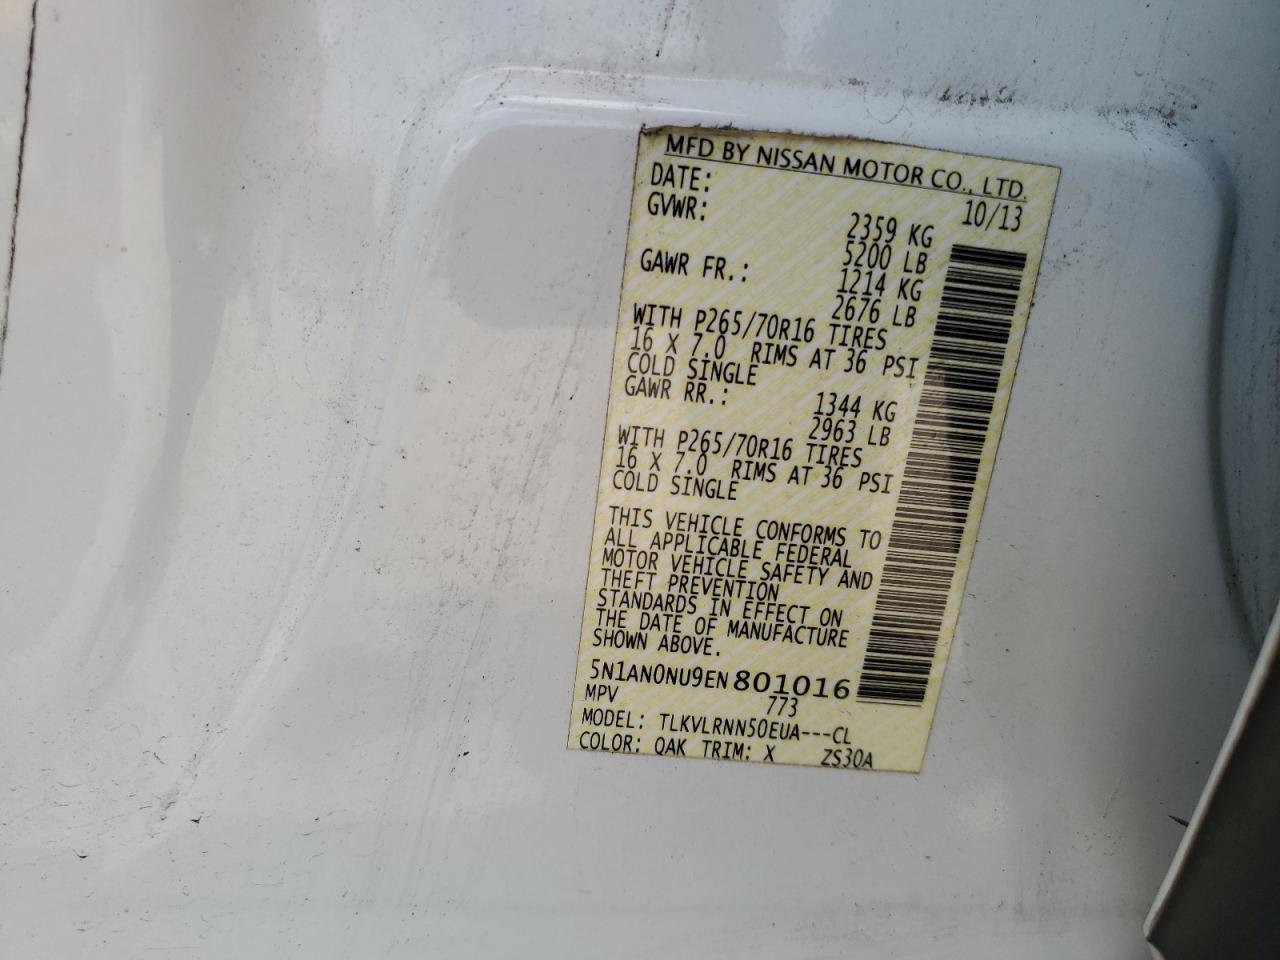 MFD BY NISSAN MOTOR CO., LTD.
DATE: 10/13
GVWR: 2359 KG
5200 LB
GAWR FR.: 1214 KG
2676 LB
WITH P265/70R16 TIRES
16 X 7.0 RIMS AT 36 PSI
COLD SINGLE
GAWR RR.: 1344 KG
2963 LB
WITH P265/70R16 TIRES
16 X 7.0 RIMS AT 36 PSI
COLD SINGLE
THIS VEHICLE CONFORMS TO
ALL APPLICABLE FEDERAL
MOTOR VEHICLE SAFETY AND
THEFT PREVENTION
STANDARDS IN EFFECT ON
THE DATE OF MANUFACTURE
SHOWN ABOVE.
5N1AN0NU9EN801016
MPV 773
MODEL: TLKVLRNN50EUA---CL
COLOR: QAK TRIM: X ZS30A